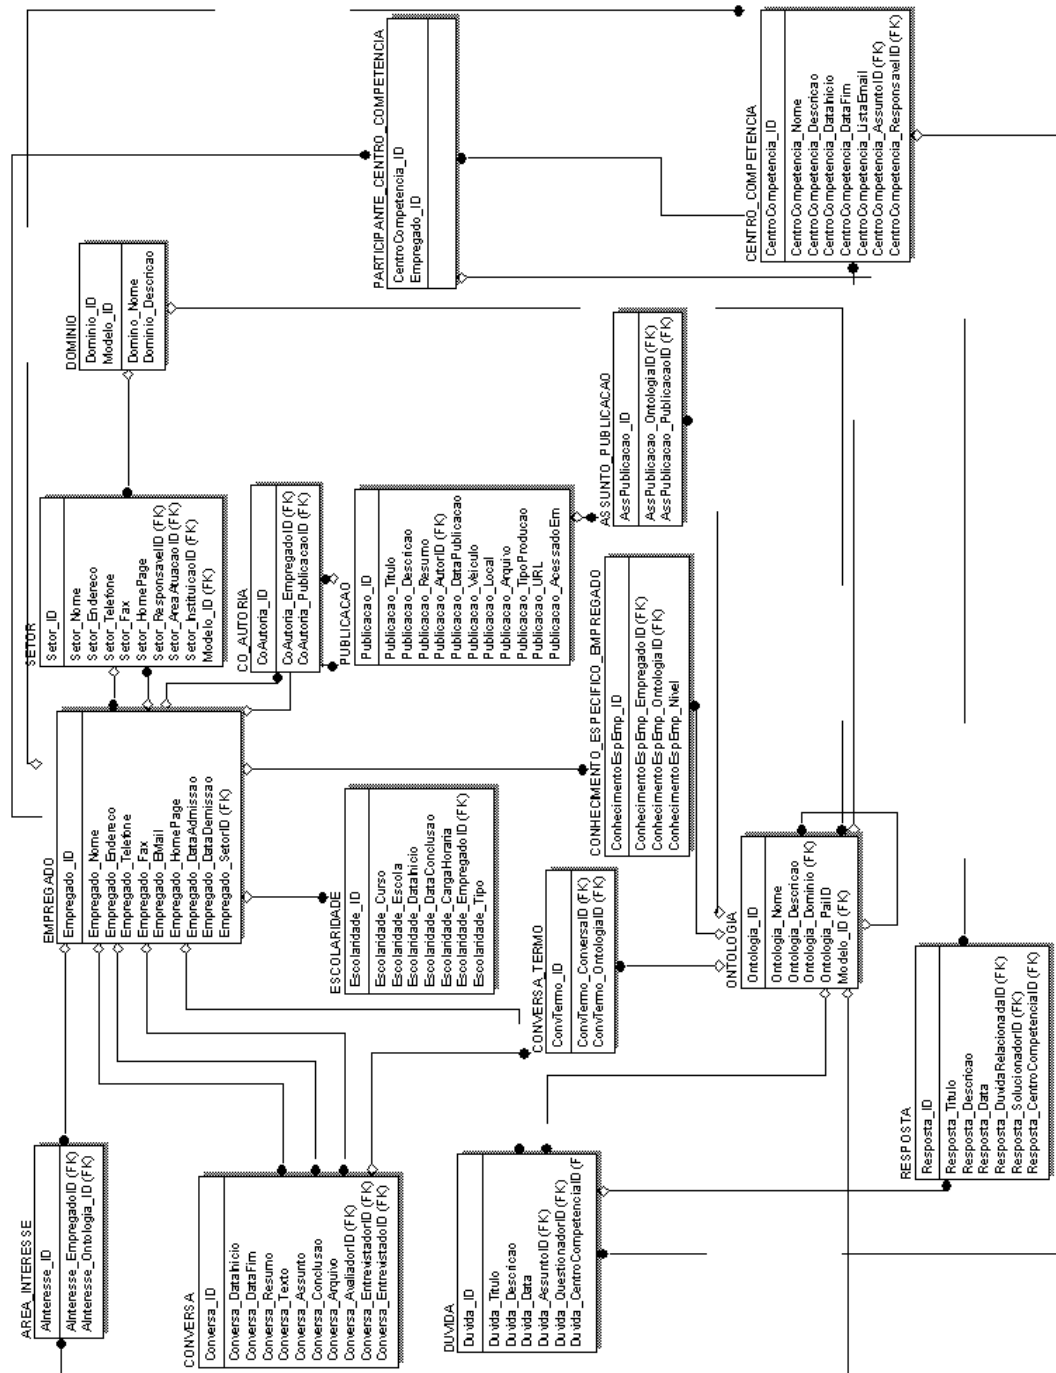 AREA_INTERESSE
AInteresse_ID
AInteresse_EmpregadoID (FK)
AInteresse_Ontologia_ID (FK)
CONVERSA
Conversa_ID
Conversa_DataInicio
Conversa_DataFim
Conversa_Resumo
Conversa_Texto
Conversa_Assunto
Conversa_Conclusao
Conversa_Arquivo
Conversa_AvaliadorID (FK)
Conversa_EntrevistadorID (FK)
Conversa_EntrevistadoID (FK)
DUVIDA
Duvida_ID
Duvida_Titulo
Duvida_Descricao
Duvida_Data
Duvida_AssuntoID (FK)
Duvida_QuestionadorID (FK)
Duvida_CentroCompetenciaID (F
RESPOSTA
Resposta_ID
Resposta_Titulo
Resposta_Descricao
Resposta_Data
Resposta_DuvidaRelacionadaID (FK)
Resposta_SolucionadorID (FK)
Resposta_CentroCompetenciaID (FK)
EMPREGADO
Empregado_ID
Empregado_Nome
Empregado_Endereco
Empregado_Telefone
Empregado_Fax
Empregado_EMail
Empregado_HomePage
Empregado_DataAdmissao
Empregado_DataDemissao
Empregado_SetorID (FK)
ESCOLARIDADE
Escolaridade_ID
Escolaridade_Curso
Escolaridade_Escola
Escolaridade_DataInicio
Escolaridade_DataConclusao
Escolaridade_CargaHoraria
Escolaridade_EmpregadoID (FK)
Escolaridade_Tipo
CONVERSA_TERMO
ConvTermo_ID
ConvTermo_ConversaID (FK)
ConvTermo_OntologiaID (FK)
ONTOLOGIA
Ontologia_ID
Ontologia_Nome
Ontologia_Descricao
Ontologia_Dominio (FK)
Ontologia_PaiID
Modelo_ID (FK)
CONHECIMENTO_ESPECIFICO_EMPREGADO
ConhecimentoEspEmp_ID
ConhecimentoEspEmp_EmpregadoID (FK)
ConhecimentoEspEmp_OntologiaID (FK)
ConhecimentoEspEmp_Nivel
SETOR
Setor_ID
Setor_Nome
Setor_Endereco
Setor_Telefone
Setor_Fax
Setor_HomePage
Setor_ResponsavelID (FK)
Setor_AreaAtuacaoID (FK)
Setor_InstituicaoID (FK)
Modelo_ID (FK)
CO_AUTORIA
CoAutoria_ID
CoAutoria_EmpregadoID (FK)
CoAutoria_PublicacaoID (FK)
PUBLICACAO
Publicacao_ID
Publicacao_Titulo
Publicacao_Descricao
Publicacao_Resumo
Publicacao_AutorID (FK)
Publicacao_DataPublicacao
Publicacao_Veiculo
Publicacao_Local
Publicacao_Arquivo
Publicacao_TipoProducao
Publicacao_URL
Publicacao_AcessadoEm
ASSUNTO_PUBLICACAO
AssPublicacao_ID
AssPublicacao_OntologiaID (FK)
AssPublicacao_PublicacaoID (FK)
DOMINIO
Dominio_ID
Modelo_ID
Domino_Nome
Dominio_Descricao
PARTICIPANTE_CENTRO_COMPETENCIA
CentroCompetencia_ID
Empregado_ID
CENTRO_COMPETENCIA
CentroCompetencia_ID
CentroCompetencia_Nome
CentroCompetencia_Descricao
CentroCompetencia_DataInicio
CentroCompetencia_DataFim
CentroCompetencia_ListaEmail
CentroCompetencia_AssuntoID (FK)
CentroCompetencia_ResponsavelID (FK)